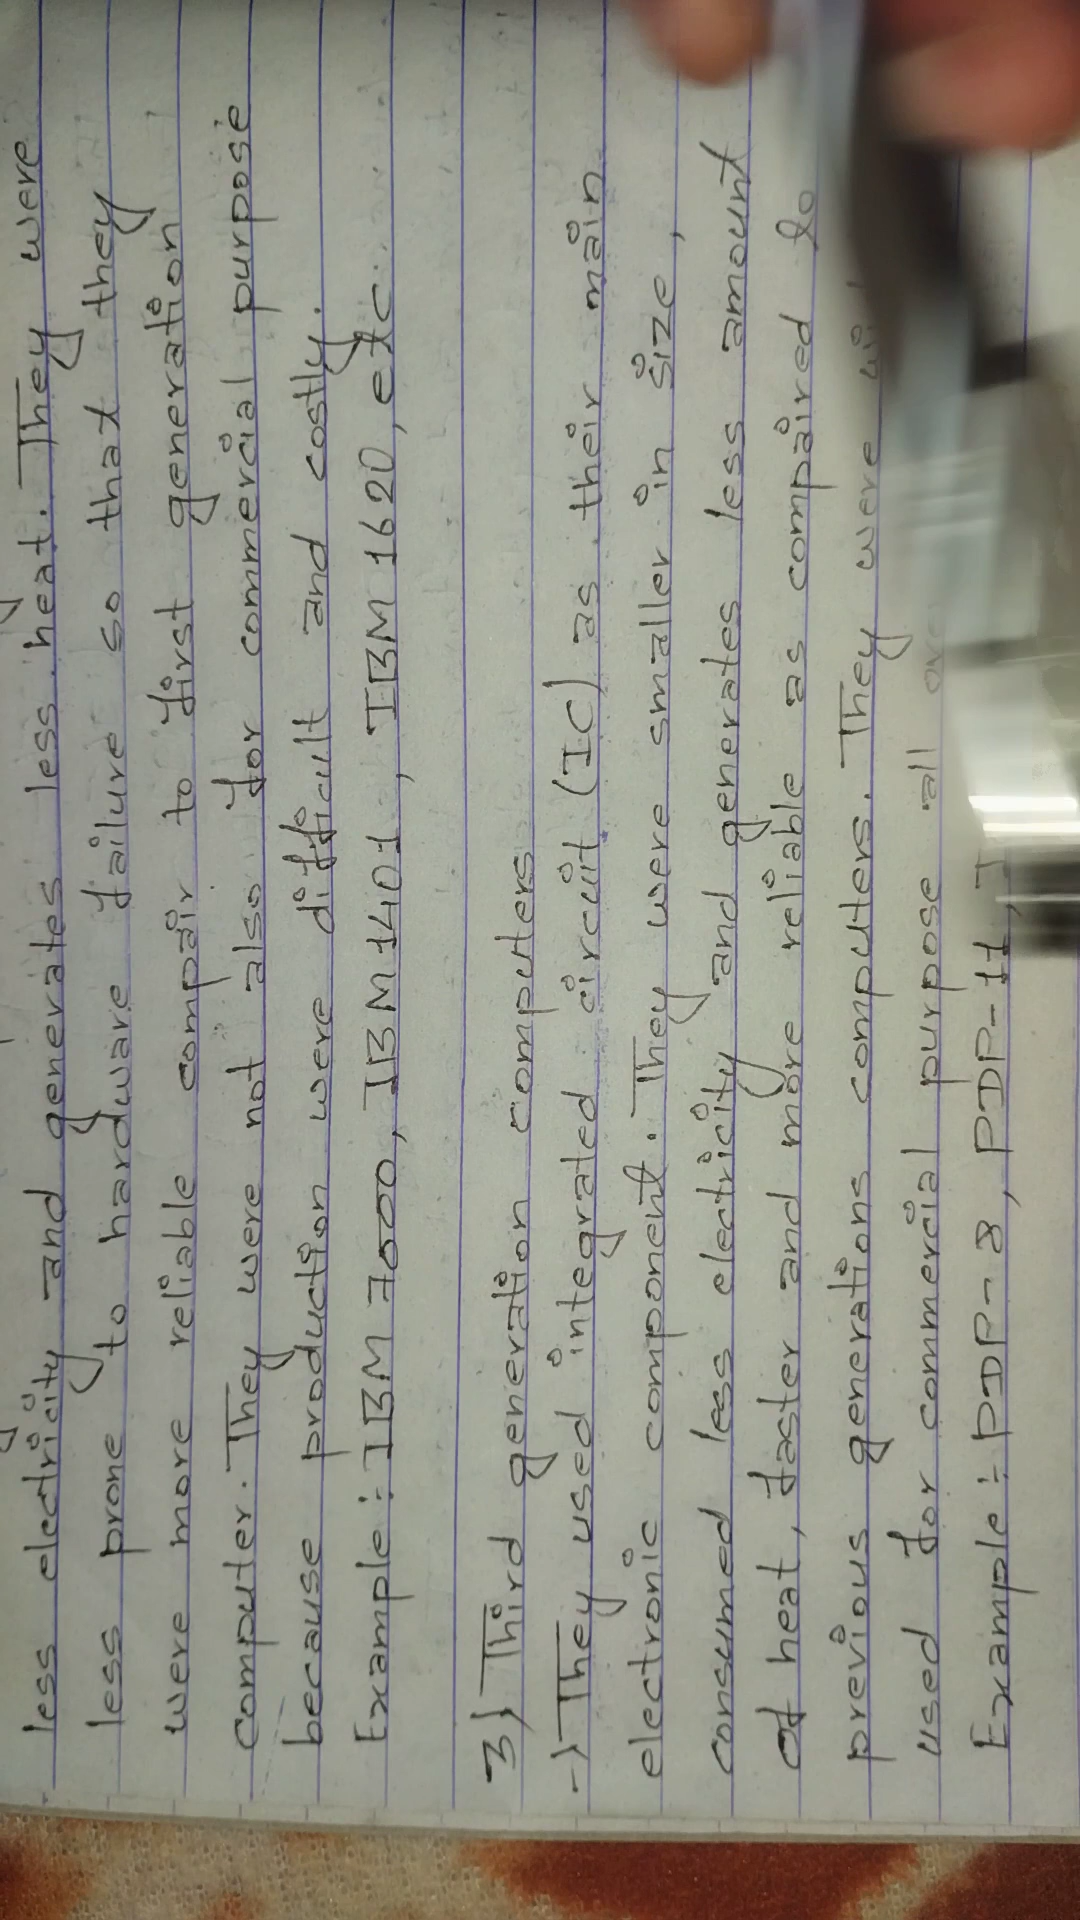 less electricity and generates less heat. They were
less prone to hardware failure so that they
were more reliable compair to first generation
computer. They were not also for commercial purpose
because production were difficult and costly.
Example:- IBM 7000, IBM 1401, IBM 1620, etc.
3) Third generation computers
→ They used integrated circuit (IC) as their main
electronic component. They were smaller in size,
consumed less electricity and generates less amount
of heat, faster and more reliable as compaired to
previous generations computers. They were
used for commercial purpose all
Example:- PDP-8, PDP-11,